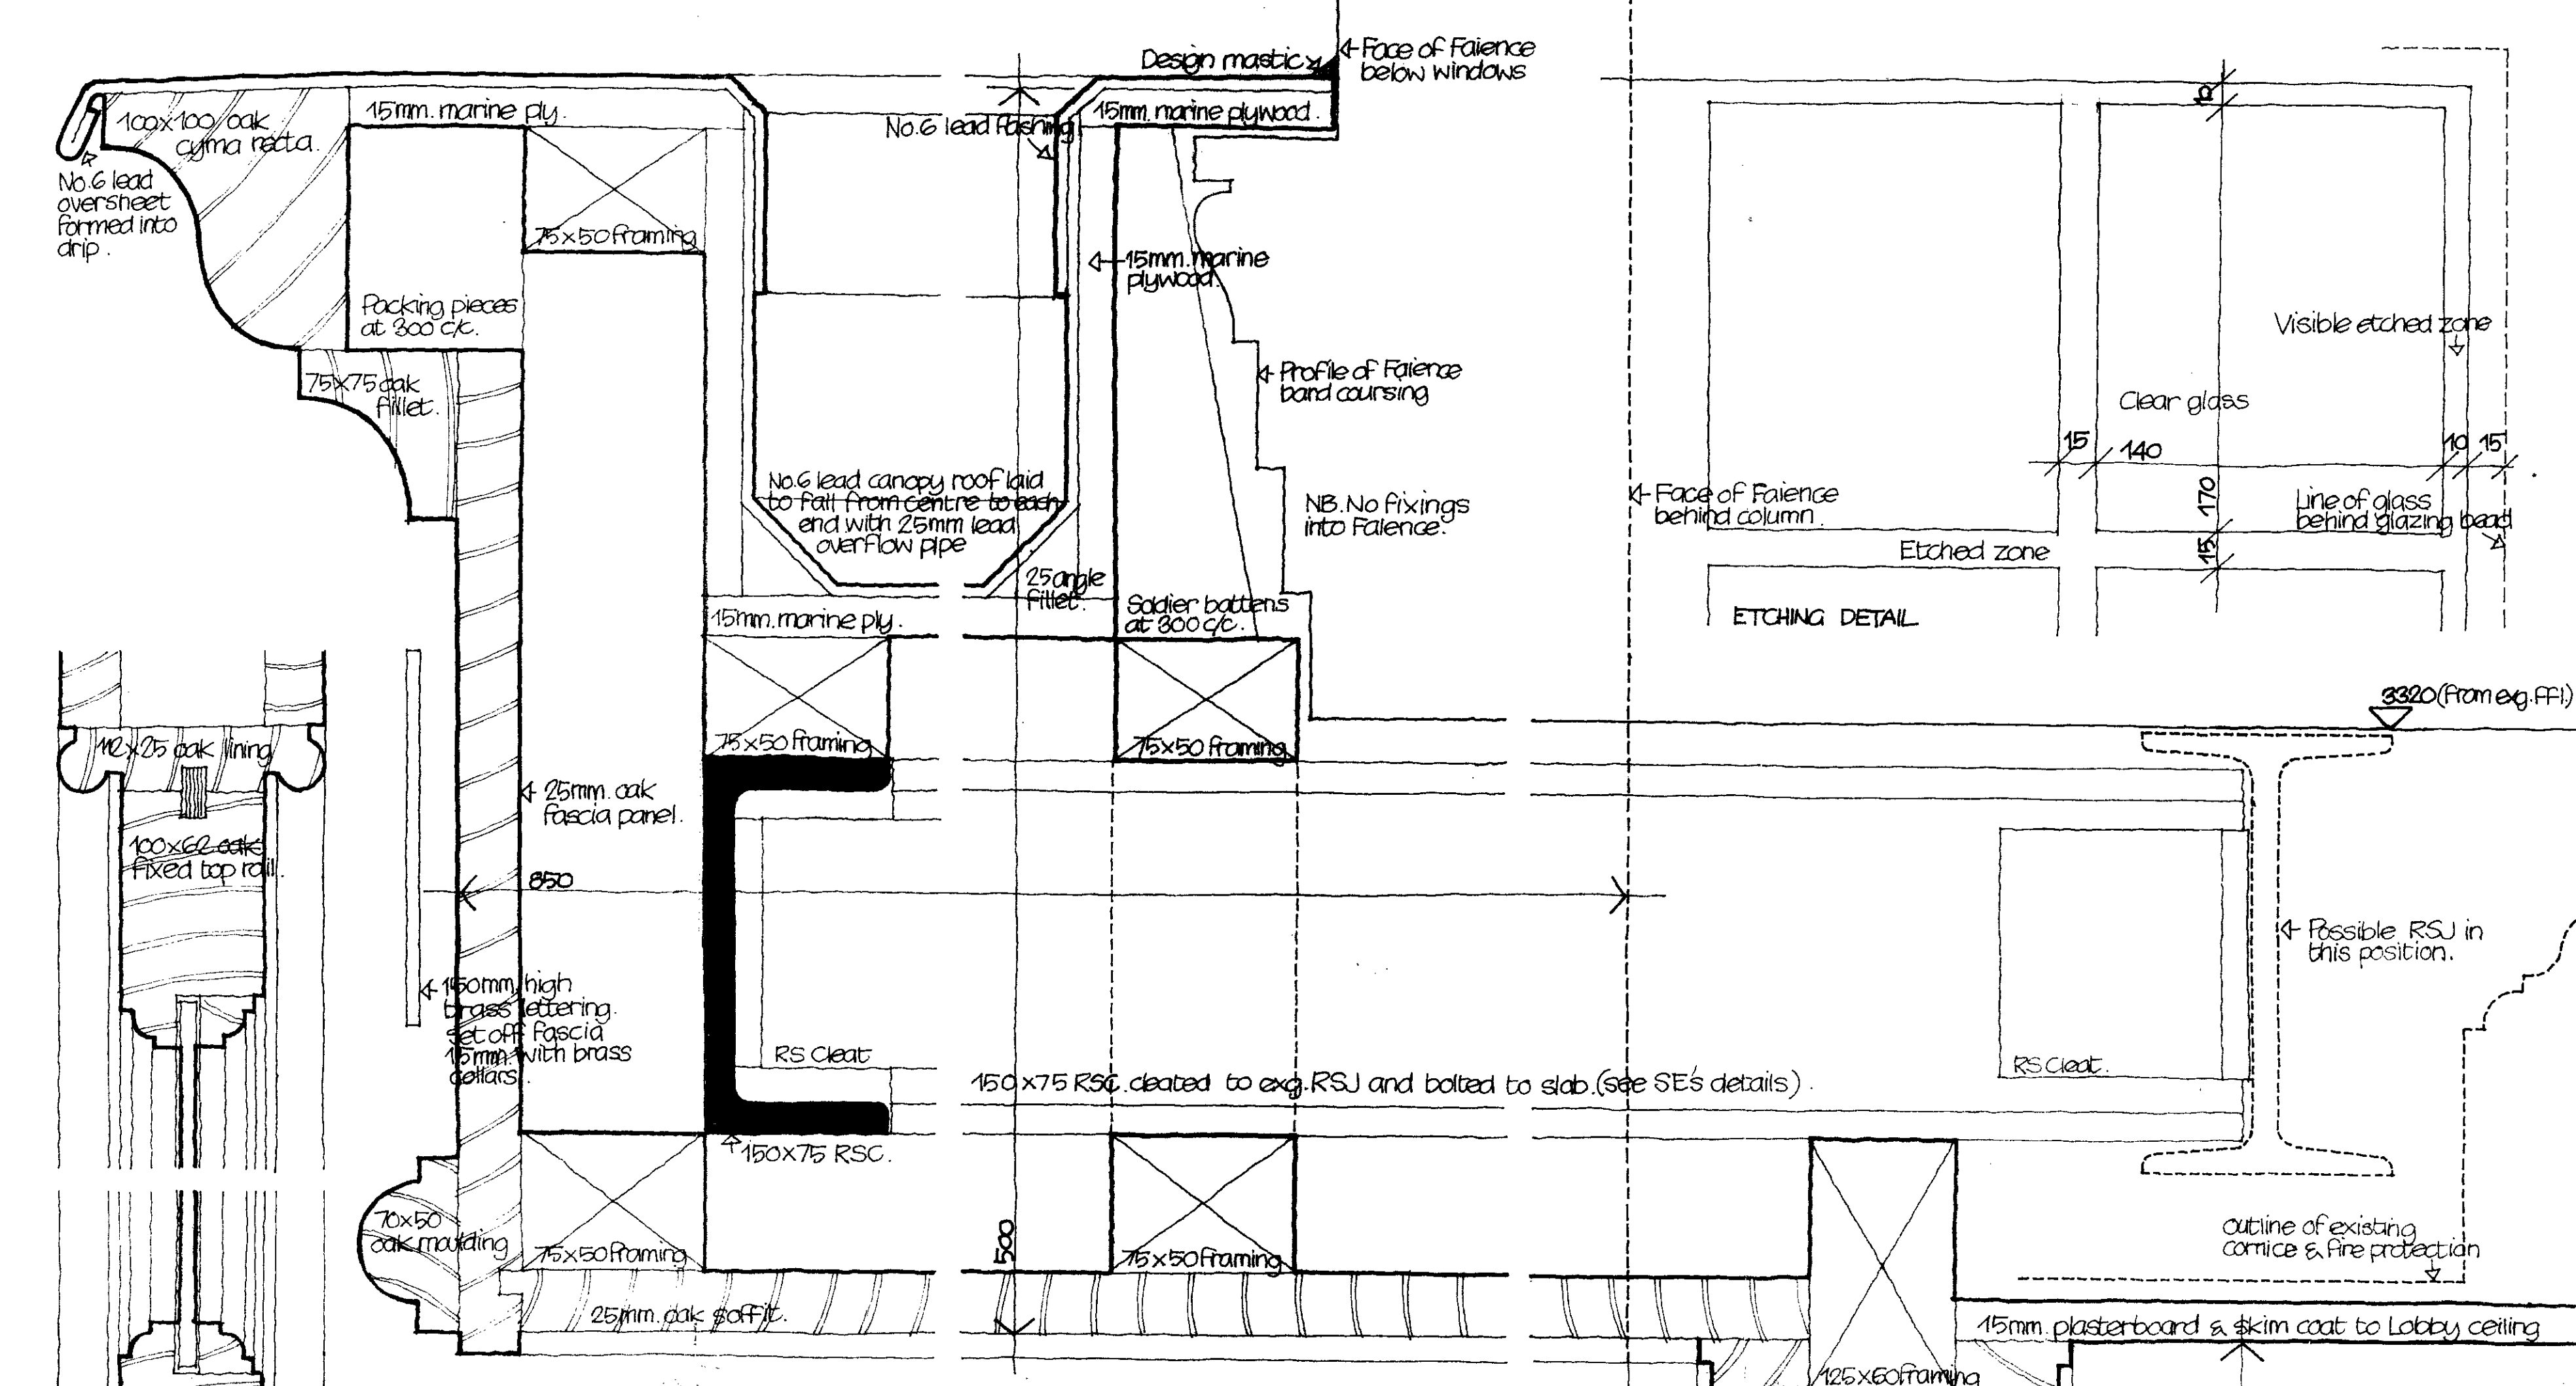 Design mastic
Face of Faience
below windows
100x100 oak
cyma recta.
15mm. marine ply.
No.6 lead flashing
15mm. marine plywood.
No.6 lead
oversheet
formed into
drip.
75x50 framing
15mm. marine
plywood.
Packing pieces
at 300 c/c.
75x75 oak
fillet.
Profile of Faience
band coursing
No.6 lead canopy roof laid
to fall from centre to each
end with 25mm lead
overflow pipe
NB. No fixings
into Faience.
25 angle
fillet.
15mm. marine ply.
Soldier battens
at 300 c/c.
Face of Faience
behind column.
10
Visible etched zone
Clear glass
15
140
10
15
170
Line of glass
behind glazing bead
Etched zone
15
ETCHING DETAIL
3320 (from exg. FFl.)
112x25 oak lining
75x50 framing
75x50 framing
25mm. oak
fascia panel.
100x62 oak
fixed top rail.
850
150mm high
brass lettering.
set off fascia
15mm. with brass
collars.
RS Cleat
150x75 RSC. cleated to exg. RSJ and bolted to slab. (see SE's details).
RS Cleat.
Possible RSJ in
this position.
150x75 RSC.
70x50
oak moulding
75x50 framing
500
75x50 framing
outline of existing
cornice & fire protection
25mm. oak soffit.
15mm. plasterboard & skim coat to Lobby ceiling
125x60 framing